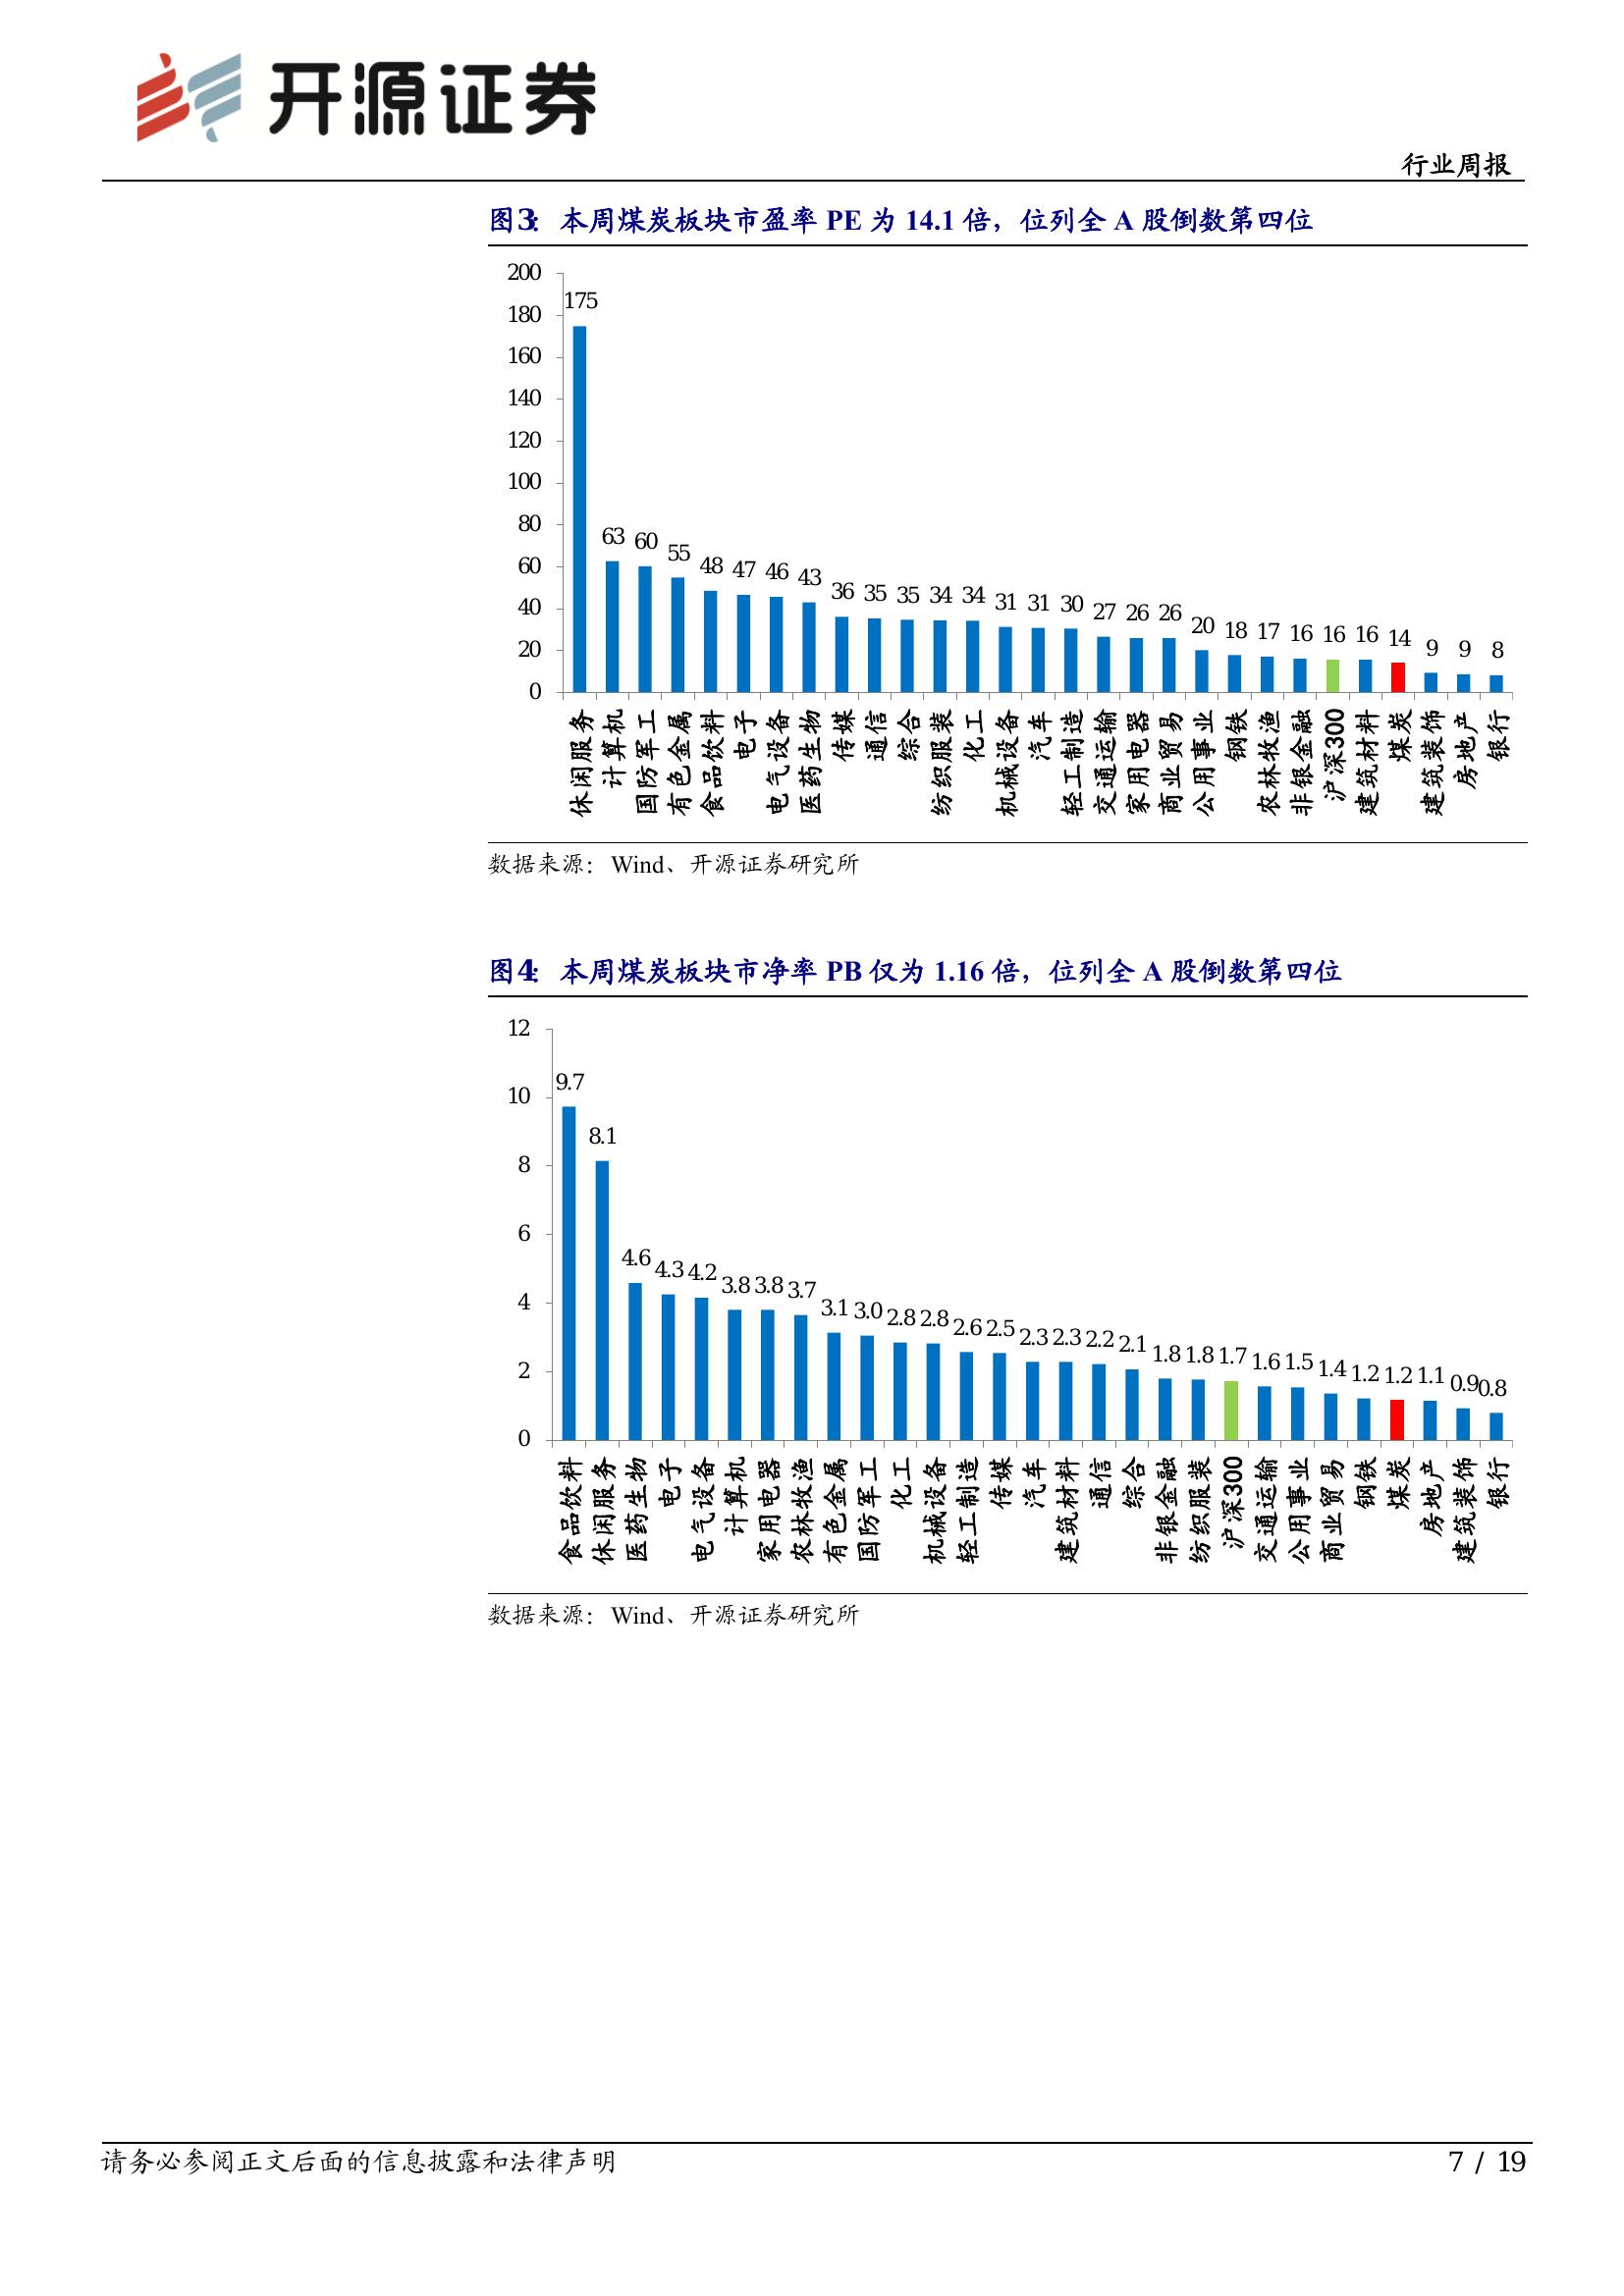 开源证券
行业周报
图3： 本周煤炭板块市盈率 PE 为 14.1 倍，位列全 A 股倒数第四位
200
180
160
140
120
100
80
60
40
20
0
175 63 60 55 48 47 46 43 36 35 35 34 34 31 31 30 27 26 26 20 18 17 16 16 16 14 9 9 8
休闲服务
计算机
国防军工
有色金属
食品饮料
电子
电气设备
医药生物
传媒
通信
综合
纺织服装
化工
机械设备
汽车
轻工制造
交通运输
家用电器
商业贸易
公用事业
钢铁
农林牧渔
非银金融
沪深300
建筑材料
煤炭
建筑装饰
房地产
银行
数据来源：Wind、开源证券研究所
图4： 本周煤炭板块市净率 PB 仅为 1.16 倍，位列全 A 股倒数第四位
12
10
8
6
4
2
0
9.7 8.1 4.6 4.3 4.2 3.8 3.8 3.7 3.1 3.0 2.8 2.8 2.6 2.5 2.3 2.3 2.2 2.1 1.8 1.8 1.7 1.6 1.5 1.4 1.2 1.2 1.1 0.9 0.8
食品饮料
休闲服务
医药生物
电子
电气设备
计算机
家用电器
农林牧渔
有色金属
国防军工
化工
机械设备
轻工制造
传媒
汽车
建筑材料
通信
综合
非银金融
纺织服装
沪深300
交通运输
公用事业
商业贸易
钢铁
煤炭
房地产
建筑装饰
银行
数据来源：Wind、开源证券研究所
请务必参阅正文后面的信息披露和法律声明
7 / 19